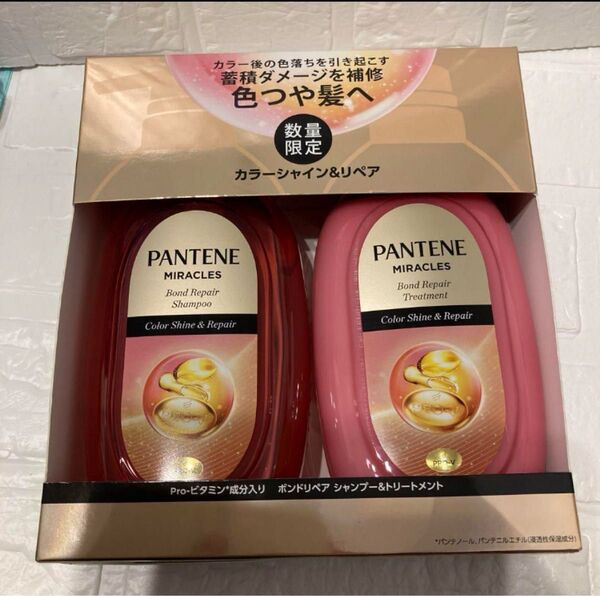 カラー後の色落ちを引き起こす
蓄積ダメージを補修
色つや髪へ
数量
限定
カラーシャイン&リペア
PANTENE
MIRACLES
Bond Repair
Shampoo
Color Shine & Repair
PANTENE
MIRACLES
Bond Repair
Treatment
Color Shine & Repair
PRO-V
Pro-ビタミン*成分入り ボンドリペア シャンプー&トリートメント
*パンテノール、パンテニルエチル(浸透性保湿成分)